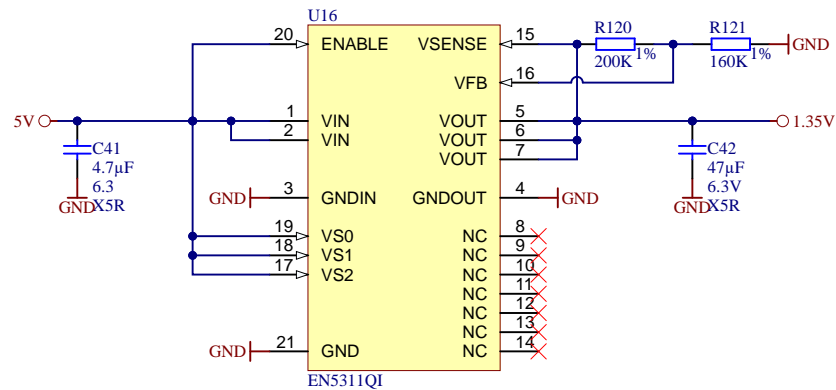 U16
20 ENABLE VSENSE 15 R120 R121 GND
200K 1% 160K 1%
VFB 16
5V 1 VIN VOUT 5 1.35V
2 VIN VOUT 6
VOUT 7
C41
4.7µF
6.3
X5R
GND
C42
47µF
6.3V
X5R
GND
GND 3 GNDIN GNDOUT 4 GND
19 VS0 NC 8
18 VS1 NC 9
17 VS2 NC 10
NC 11
NC 12
NC 13
GND 21 GND NC 14
EN5311QI